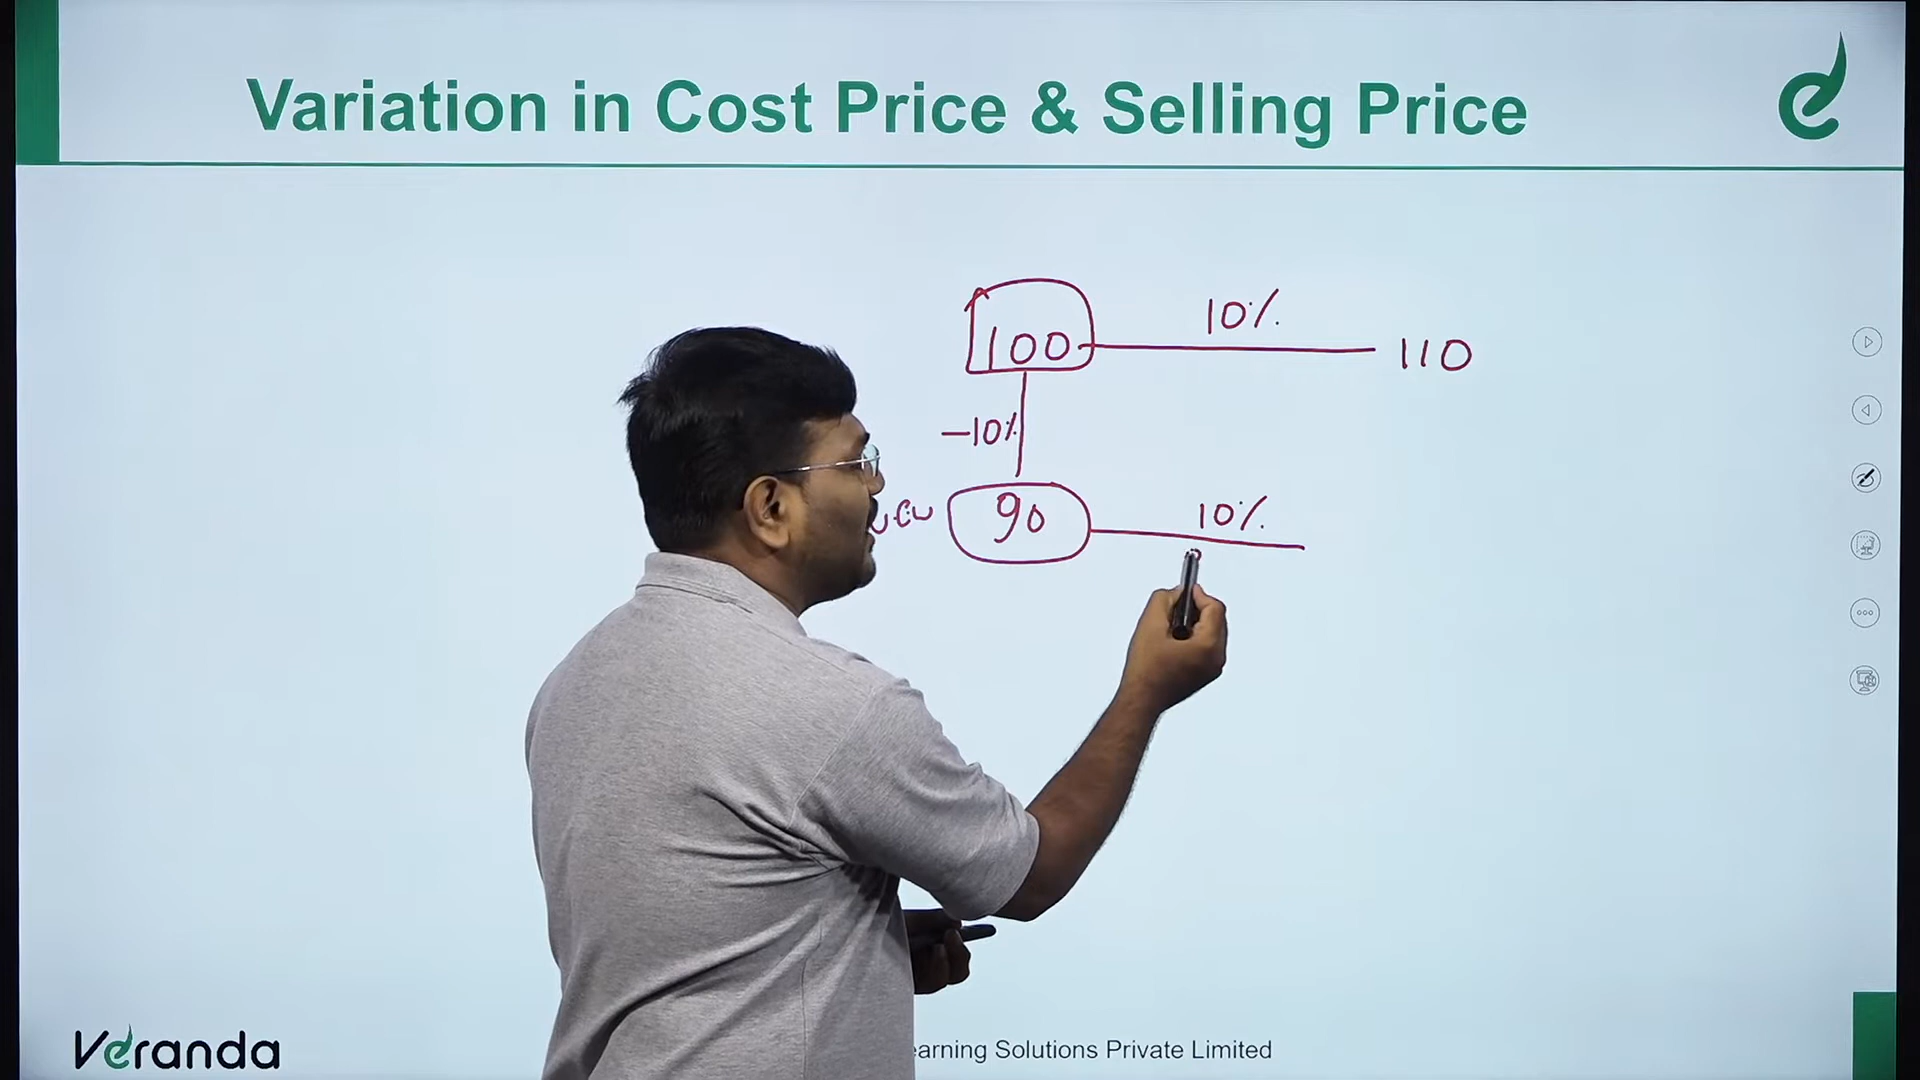 Variation in Cost Price & Selling Price
100
10%
110
-10%
90
10%
Veranda
earning Solutions Private Limited